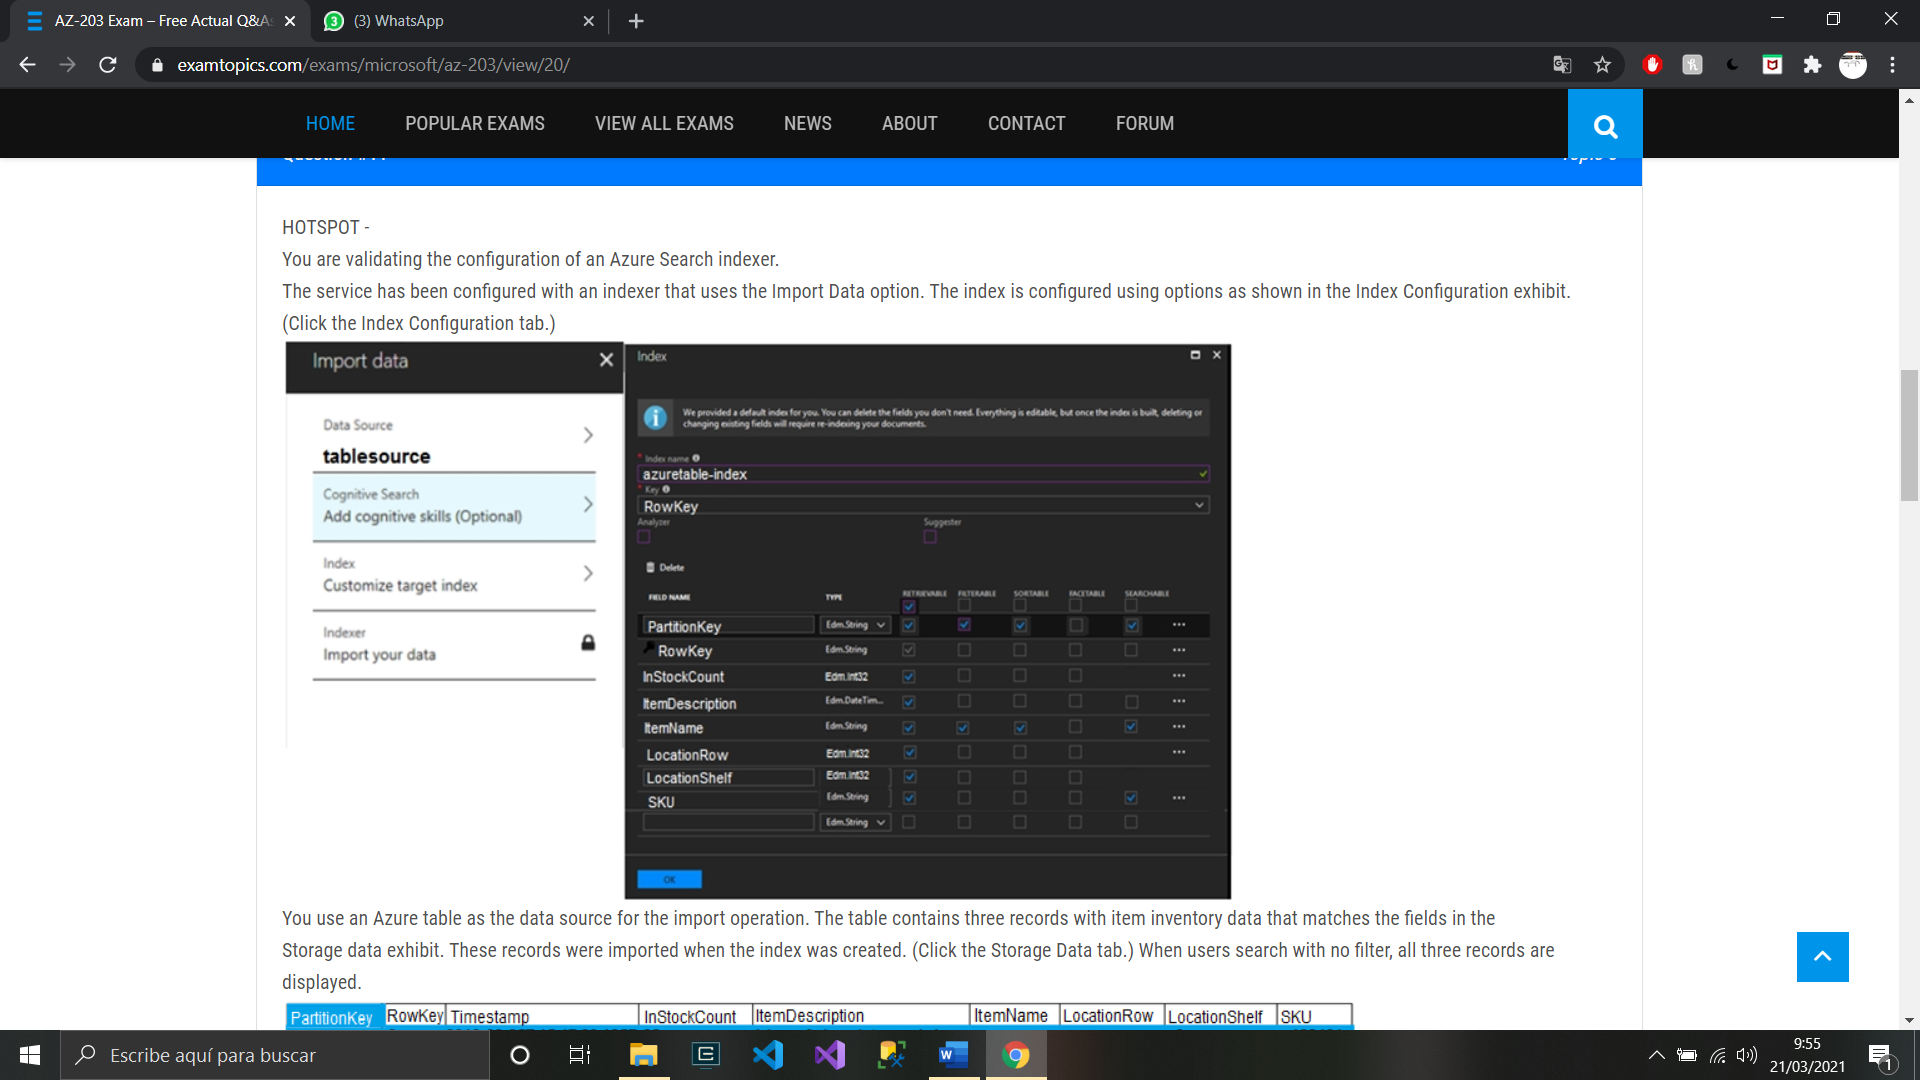 AZ-203 Exam – Free Actual Q&As
(3) WhatsApp
examtopics.com/exams/microsoft/az-203/view/20/
HOME POPULAR EXAMS VIEW ALL EXAMS NEWS ABOUT CONTACT FORUM
HOTSPOT -
You are validating the configuration of an Azure Search indexer.
The service has been configured with an indexer that uses the Import Data option. The index is configured using options as shown in the Index Configuration exhibit.
(Click the Index Configuration tab.)
Import data
Data Source
tablesource
Cognitive Search
Add cognitive skills (Optional)
Index
Customize target index
Indexer
Import your data
Index
We provided a default index for you. You can delete the fields you don't need. Everything is editable, but once the index is built, deleting or
changing existing fields will require re-indexing your documents.
* Index name
azuretable-index
* Key
RowKey
Analyzer Suggester
Delete
FIELD NAME TYPE RETRIEVABLE FILTERABLE SORTABLE FACETABLE SEARCHABLE
PartitionKey Edm.String ...
RowKey Edm.String ...
InStockCount Edm.Int32 ...
ItemDescription Edm.DateTim... ...
ItemName Edm.String ...
LocationRow Edm.Int32 ...
LocationShelf Edm.Int32
SKU Edm.String ...
Edm.String
OK
You use an Azure table as the data source for the import operation. The table contains three records with item inventory data that matches the fields in the
Storage data exhibit. These records were imported when the index was created. (Click the Storage Data tab.) When users search with no filter, all three records are
displayed.
PartitionKey RowKey Timestamp InStockCount ItemDescription ItemName LocationRow LocationShelf SKU
Escribe aquí para buscar
9:55
21/03/2021
1